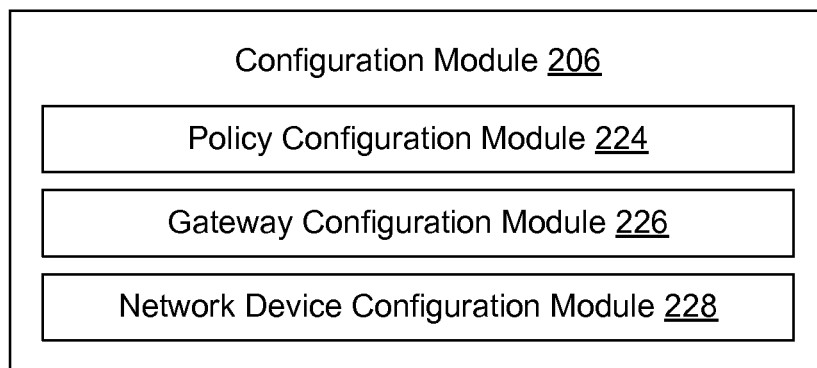 Configuration Module 206
Policy Configuration Module 224
Gateway Configuration Module 226
Network Device Configuration Module 228